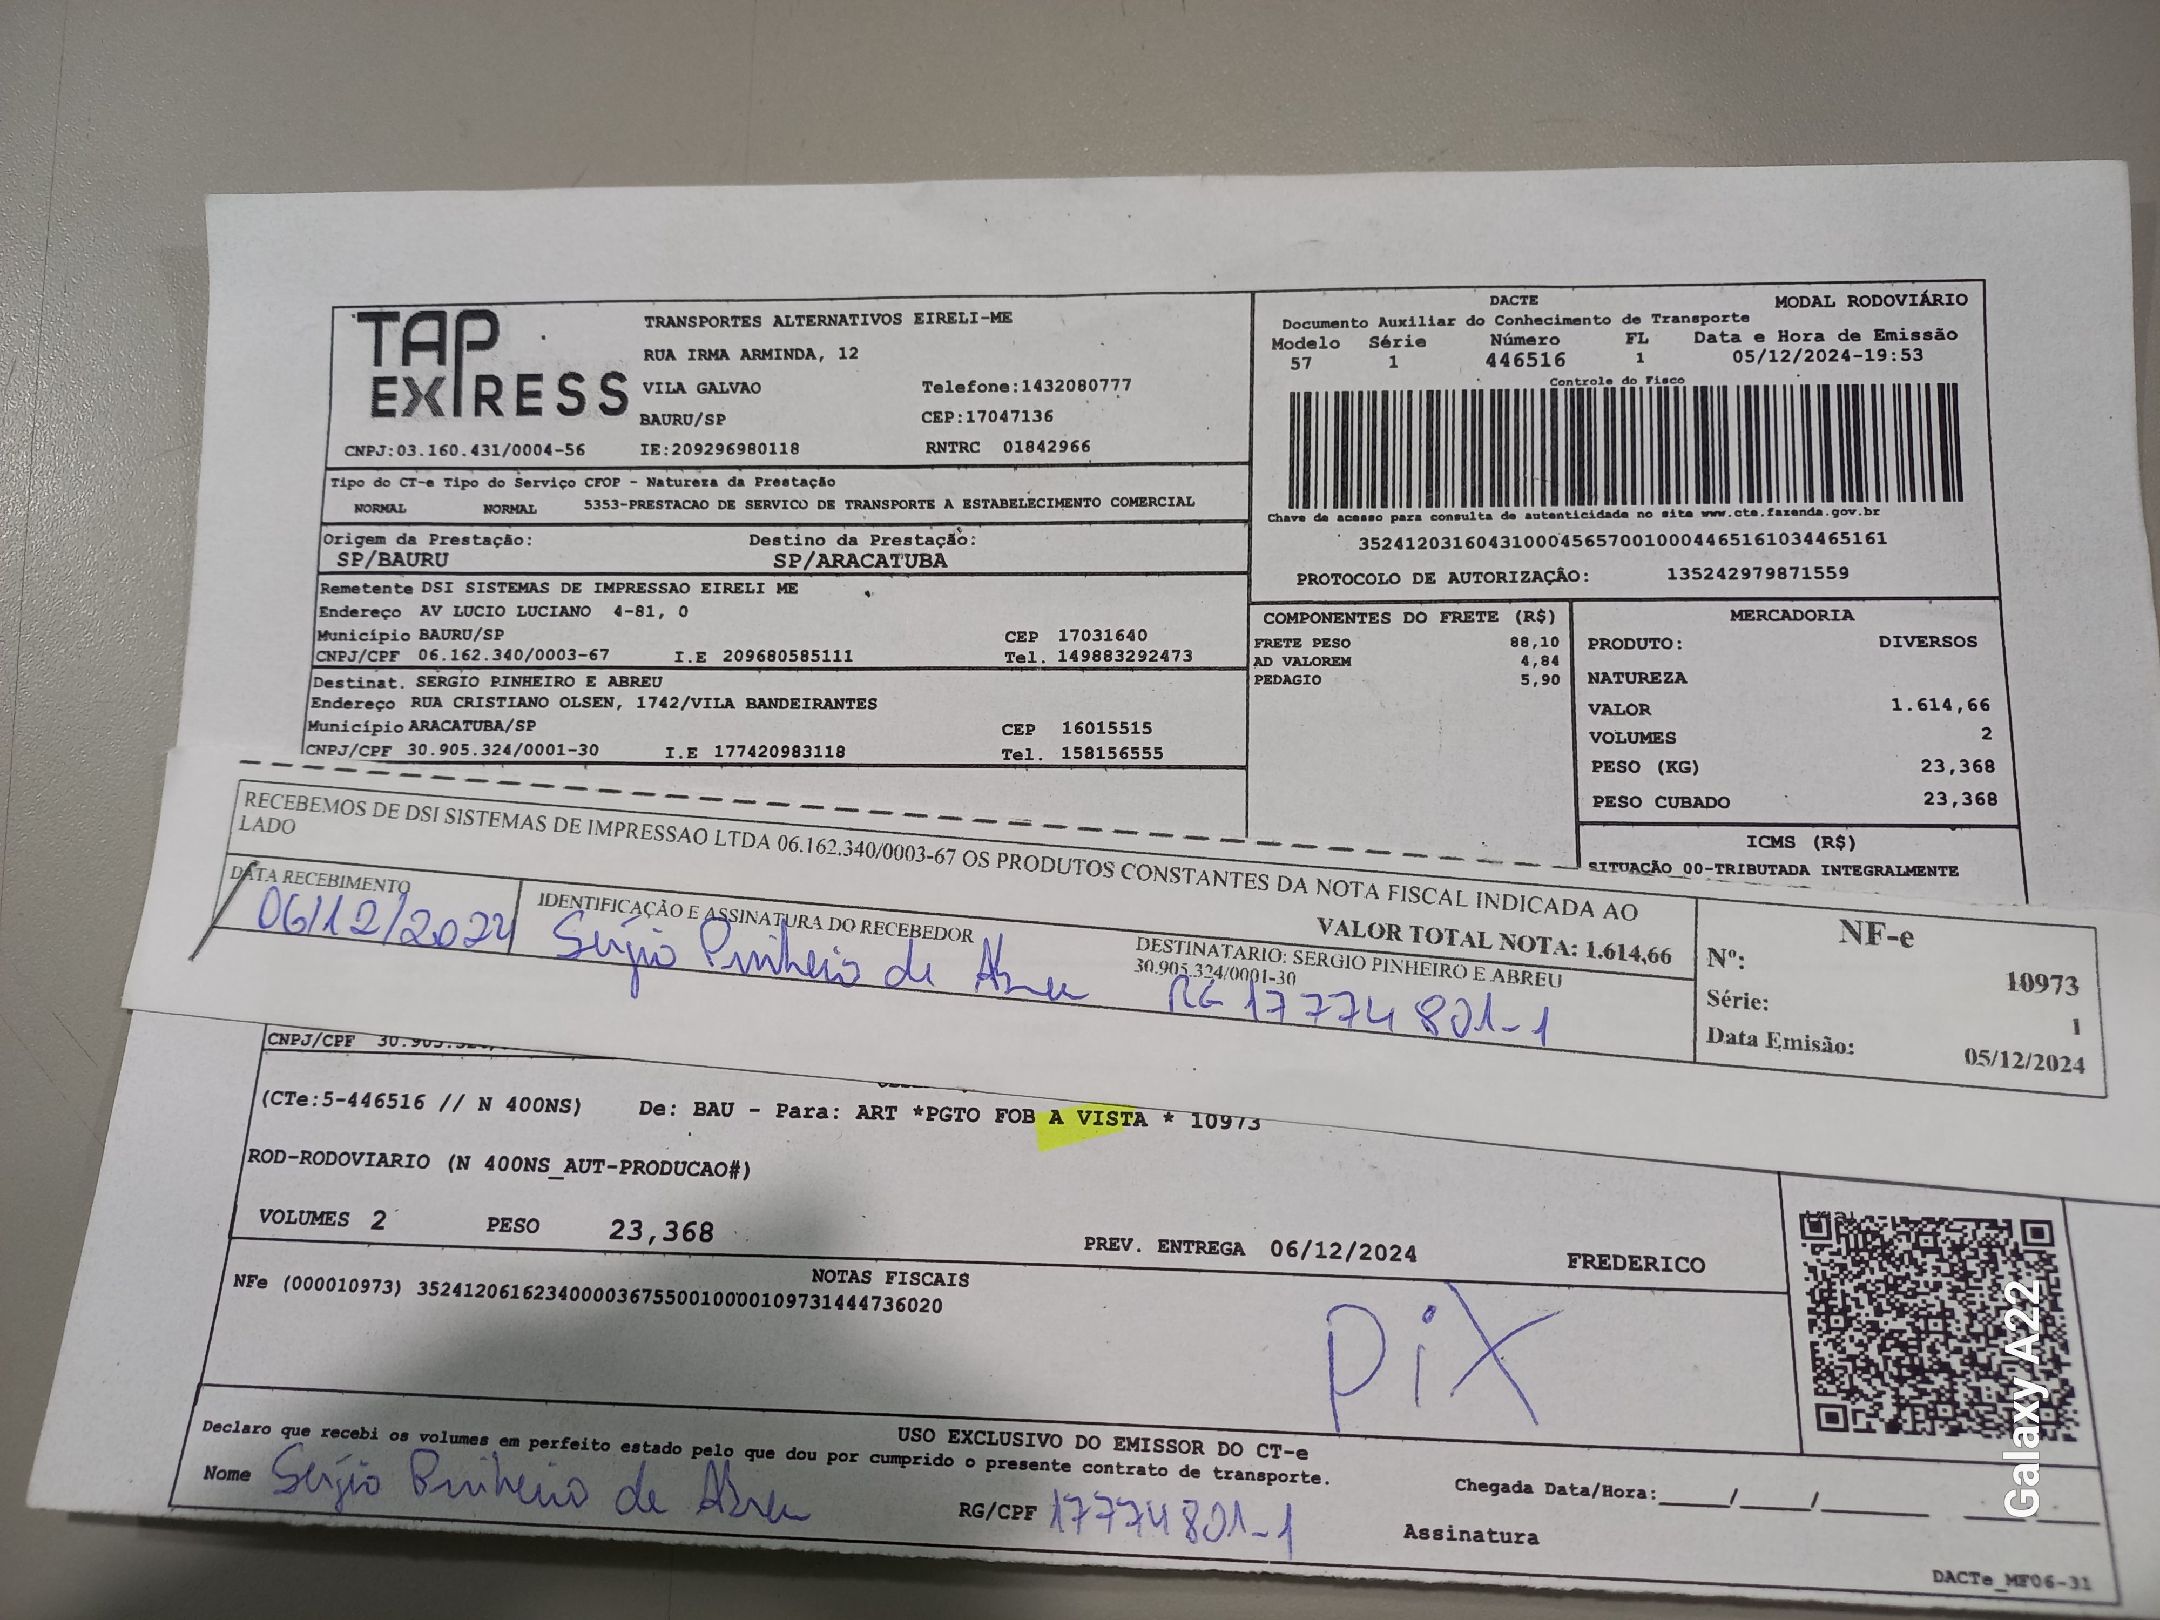 TAP
EXPRESS
TRANSPORTES ALTERNATIVOS EIRELI-ME
RUA IRMA ARMINDA, 12
VILA GALVAO Telefone:1432080777
BAURU/SP CEP:17047136
CNPJ:03.160.431/0004-56 IE:209296980118 RNTRC 01842966
DACTE MODAL RODOVIÁRIO
Documento Auxiliar do Conhecimento de Transporte
Modelo Série Número FL Data e Hora de Emissão
57 1 446516 1 05/12/2024-19:53
Controle do Fisco
Chave de acesso para consulta de autenticidade no site www.cte.fazenda.gov.br
35241203160431000456570010004465161034465161
PROTOCOLO DE AUTORIZAÇÃO: 135242979871559
Tipo do CT-e Tipo do Serviço CFOP - Natureza da Prestação
NORMAL NORMAL 5353-PRESTACAO DE SERVICO DE TRANSPORTE A ESTABELECIMENTO COMERCIAL
Origem da Prestação: Destino da Prestação:
SP/BAURU SP/ARACATUBA
Remetente DSI SISTEMAS DE IMPRESSAO EIRELI ME
Endereço AV LUCIO LUCIANO 4-81, 0
Município BAURU/SP CEP 17031640
CNPJ/CPF 06.162.340/0003-67 I.E 209680585111 Tel. 149883292473
Destinat. SERGIO PINHEIRO E ABREU
Endereço RUA CRISTIANO OLSEN, 1742/VILA BANDEIRANTES
Município ARACATUBA/SP CEP 16015515
CNPJ/CPF 30.905.324/0001-30 I.E 177420983118 Tel. 158156555
COMPONENTES DO FRETE (R$)
FRETE PESO 88,10
AD VALOREM 4,84
PEDAGIO 5,90
MERCADORIA
PRODUTO: DIVERSOS
NATUREZA
VALOR 1.614,66
VOLUMES 2
PESO (KG) 23,368
PESO CUBADO 23,368
ICMS (R$)
SITUAÇÃO 00-TRIBUTADA INTEGRALMENTE
RECEBEMOS DE DSI SISTEMAS DE IMPRESSAO LTDA 06.162.340/0003-67 OS PRODUTOS CONSTANTES DA NOTA FISCAL INDICADA AO
LADO
VALOR TOTAL NOTA: 1.614,66
DATA RECEBIMENTO
06/12/2024
IDENTIFICAÇÃO E ASSINATURA DO RECEBEDOR
Sérgio Pinheiro de Abreu
DESTINATARIO: SERGIO PINHEIRO E ABREU
30.905.324/0001-30
RG 17774801-1
NF-e
Nº: 10973
Série: 1
Data Emissão: 05/12/2024
CNPJ/CPF
(CTe:5-446516 // N 400NS) De: BAU - Para: ART *PGTO FOB A VISTA * 10973
ROD-RODOVIARIO (N 400NS_AUT-PRODUCAO#)
VOLUMES 2 PESO 23,368 PREV. ENTREGA 06/12/2024 FREDERICO
NOTAS FISCAIS
NFe (000010973) 35241206162340000367550010000109731444736020
PiX
USO EXCLUSIVO DO EMISSOR DO CT-e
Declaro que recebi os volumes em perfeito estado pelo que dou por cumprido o presente contrato de transporte.
Nome Sérgio Pinheiro de Abreu RG/CPF 17774801-1
Chegada Data/Hora:____/____/____
Assinatura
DACTe_MF06-31
Galaxy A22